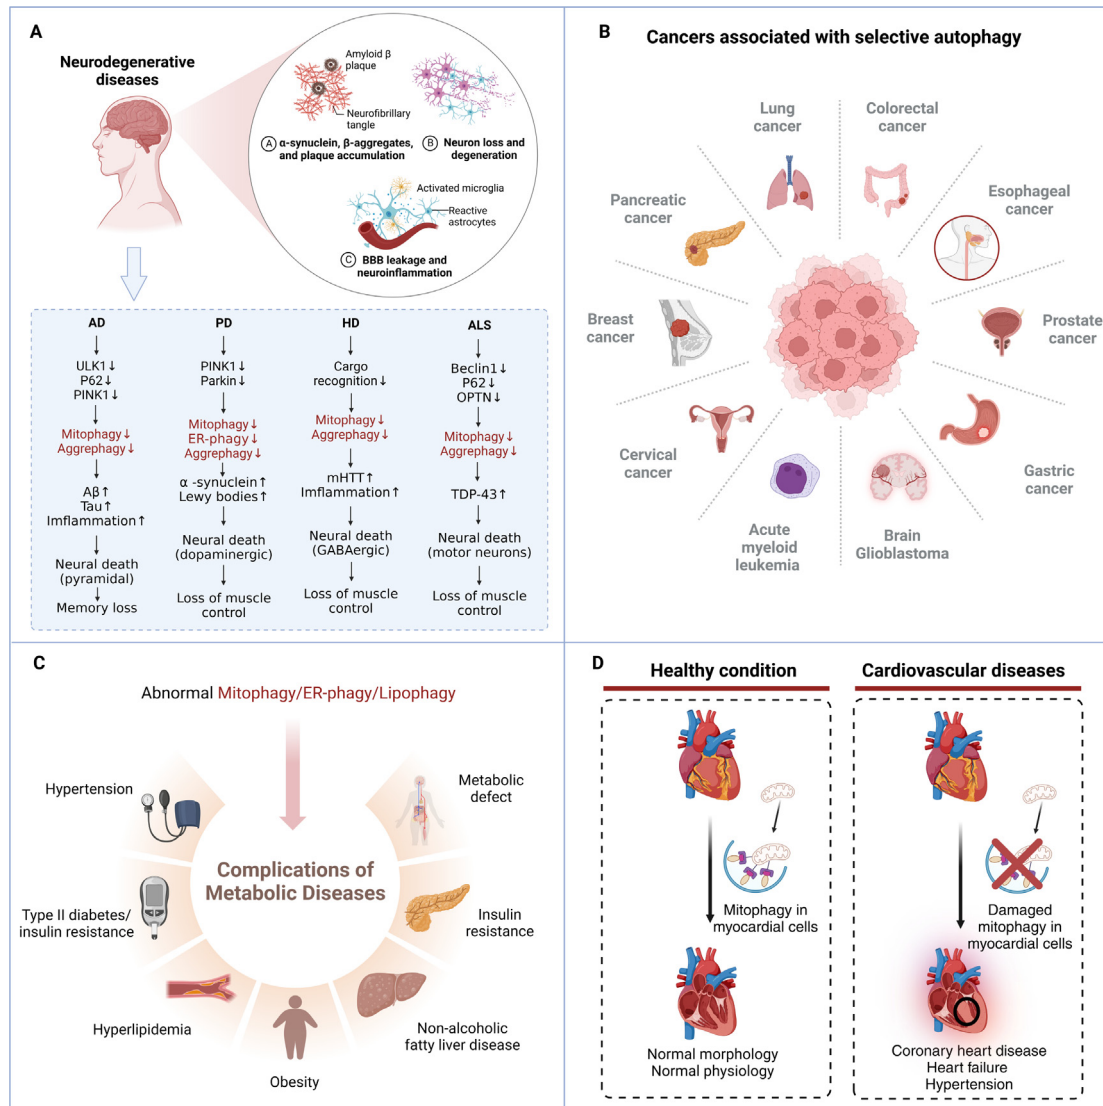 A
Neurodegenerative
diseases
Amyloid β
plaque
Neurofibrillary
tangle
A α-synuclein, β-aggregates,
and plaque accumulation
B Neuron loss and
degeneration
Activated microglia
Reactive
astrocytes
C BBB leakage and
neuroinflammation
AD
ULK1↓
P62↓
PINK1↓
Mitophagy↓
Aggrephagy↓
Aβ↑
Tau↑
Imflammation↑
Neural death
(pyramidal)
Memory loss
PD
PINK1↓
Parkin↓
Mitophagy↓
ER-phagy↓
Aggrephagy↓
α -synuclein↑
Lewy bodies↑
Neural death
(dopaminergic)
Loss of muscle
control
HD
Cargo
recognition↓
Mitophagy↓
Aggrephagy↓
mHTT↑
Imflammation↑
Neural death
(GABAergic)
Loss of muscle
control
ALS
Beclin1↓
P62↓
OPTN↓
Mitophagy↓
Aggrephagy↓
TDP-43↑
Neural death
(motor neurons)
Loss of muscle
control
B
Cancers associated with selective autophagy
Lung
cancer
Colorectal
cancer
Pancreatic
cancer
Esophageal
cancer
Breast
cancer
Prostate
cancer
Cervical
cancer
Gastric
cancer
Acute
myeloid
leukemia
Brain
Glioblastoma
C
Abnormal Mitophagy/ER-phagy/Lipophagy
Hypertension
Metabolic
defect
Complications of
Metabolic Diseases
Type II diabetes/
insulin resistance
Insulin
resistance
Hyperlipidemia
Non-alcoholic
fatty liver disease
Obesity
D
Healthy condition
Mitophagy in
myocardial cells
Normal morphology
Normal physiology
Cardiovascular diseases
Damaged
mitophagy in
myocardial cells
Coronary heart disease
Heart failure
Hypertension